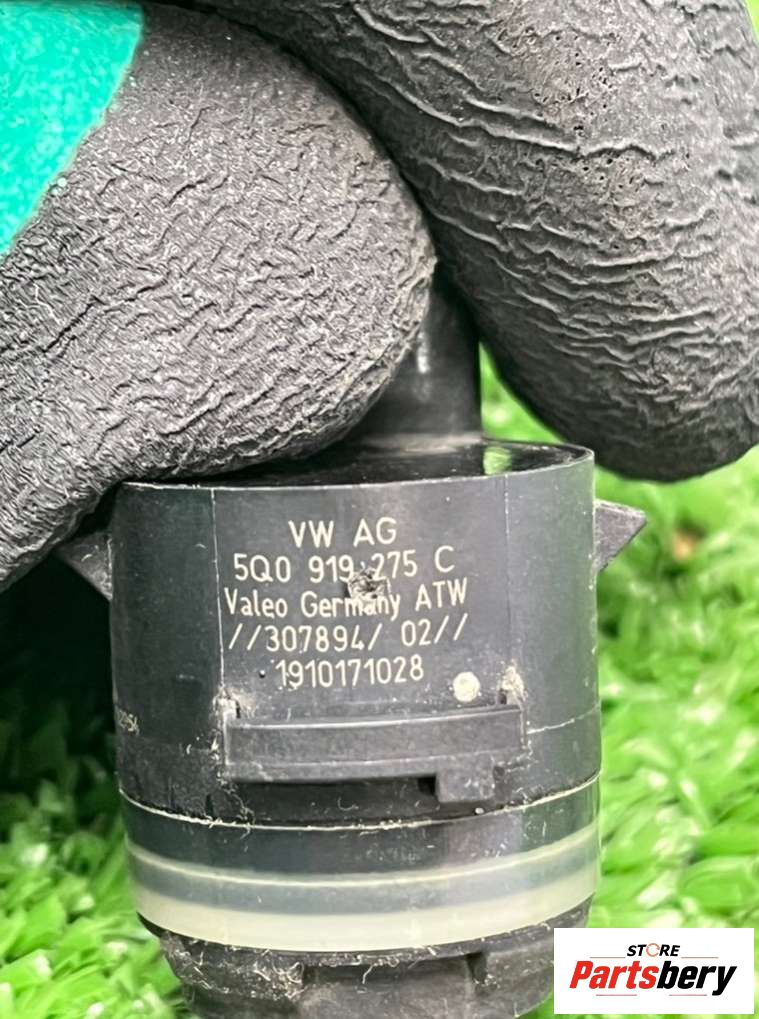 VW AG
5Q0 919 275 C
Valeo Germany ATW
//307894/ 02//
1910171028
STORE
Partsbery